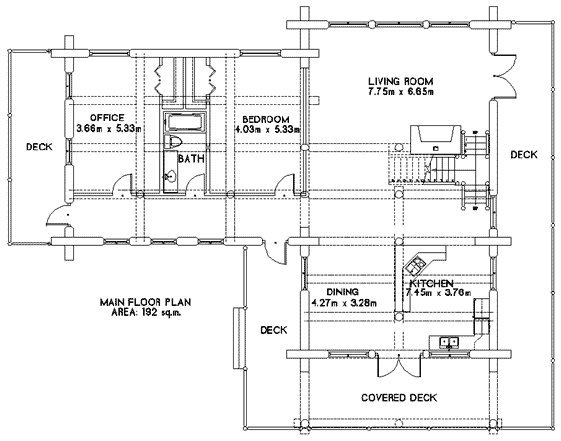 LIVING ROOM
7.75m x 6.65m
OFFICE
3.66m x 5.33m
BEDROOM
4.03m x 5.33m
DECK
BATH
DECK
DINING
4.27m x 3.28m
KITCHEN
7.45m x 3.76m
MAIN FLOOR PLAN
AREA: 192 sq.m.
DECK
COVERED DECK